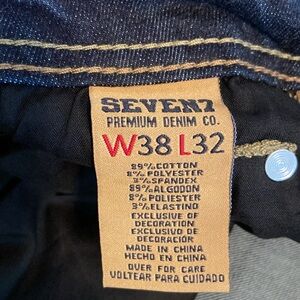 SEVEN7
PREMIUM DENIM CO.
W38 L32
89% COTTON
8% POLYESTER
3% SPANDEX
89% ALGODON
8% POLIESTER
3% ELASTINO
EXCLUSIVE OF
DECORATION
EXCLUSIVO DE
DECORACIÓN
MADE IN CHINA
HECHO EN CHINA
OVER FOR CARE
VOLTEAR PARA CUIDADO